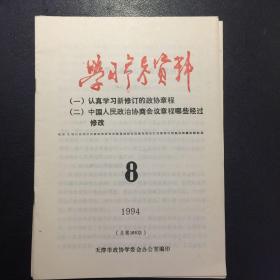 学习参考资料
(一)认真学习新修订的政协章程
(二)中国人民政治协商会议章程哪些经过
修改
8
1994
天津市政协学委会办公室编印